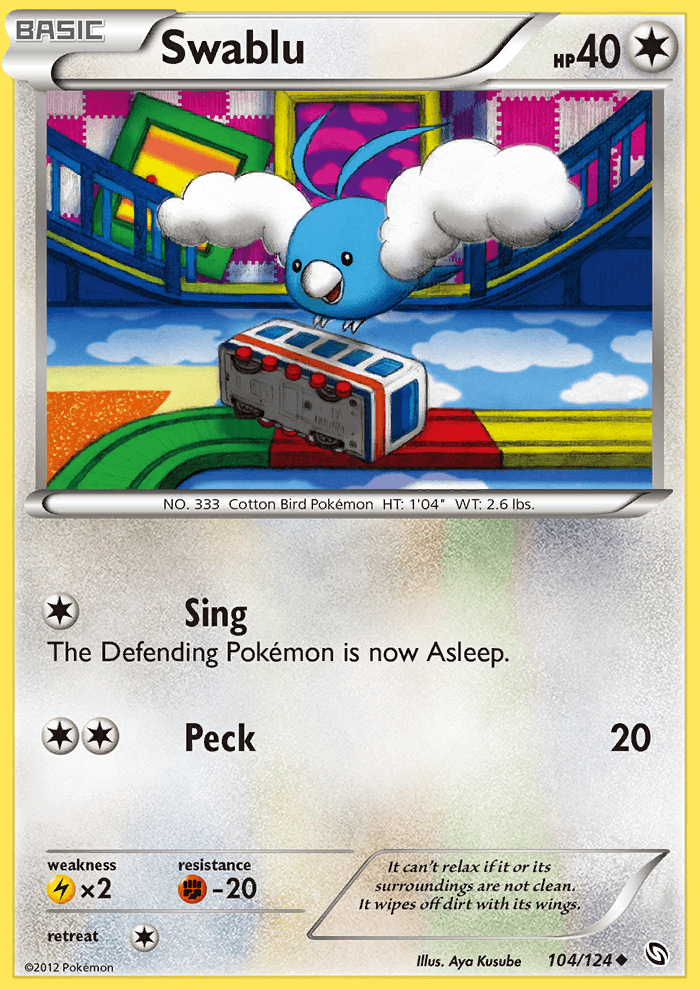 BASIC
Swablu
HP40
NO. 333 Cotton Bird Pokémon HT: 1'04" WT: 2.6 lbs.
Sing
The Defending Pokémon is now Asleep.
Peck 20
weakness resistance
×2 -20
It can't relax if it or its
surroundings are not clean.
It wipes off dirt with its wings.
retreat
©2012 Pokémon
Illus. Aya Kusube 104/124